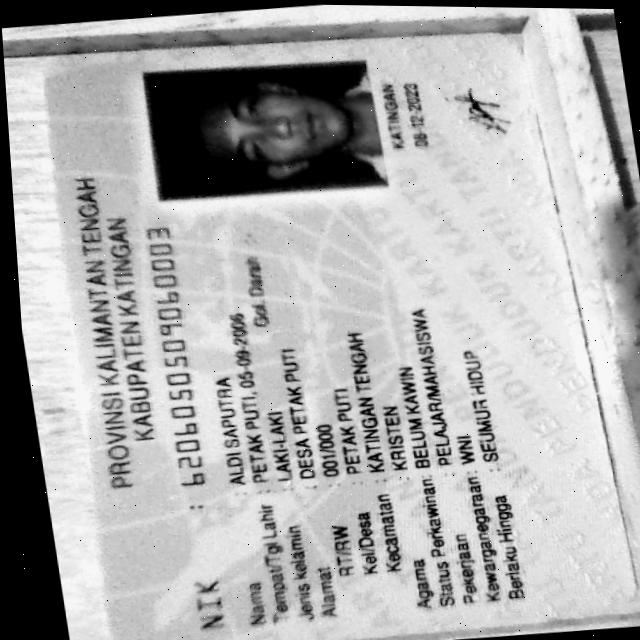 PROVINSI KALIMANTAN TENGAH
KABUPATEN KATINGAN
NIK : 6206050509060003
Nama : ALDI SAPUTRA
Tempat/Tgl Lahir : PETAK PUTI, 05-09-2006
Jenis kelamin : LAKI-LAKI Gol. Darah
Alamat : DESA PETAK PUTI
RT/RW : 001/000
Kel/Desa : PETAK PUTI
Kecamatan : KATINGAN TENGAH
Agama : KRISTEN
Status Perkawinan: BELUM KAWIN
Pekerjaan : PELAJAR/MAHASISWA
Kewarganegaraan: WNI
Berlaku Hingga : SEUMUR HIDUP
KATINGAN
08-12-2023